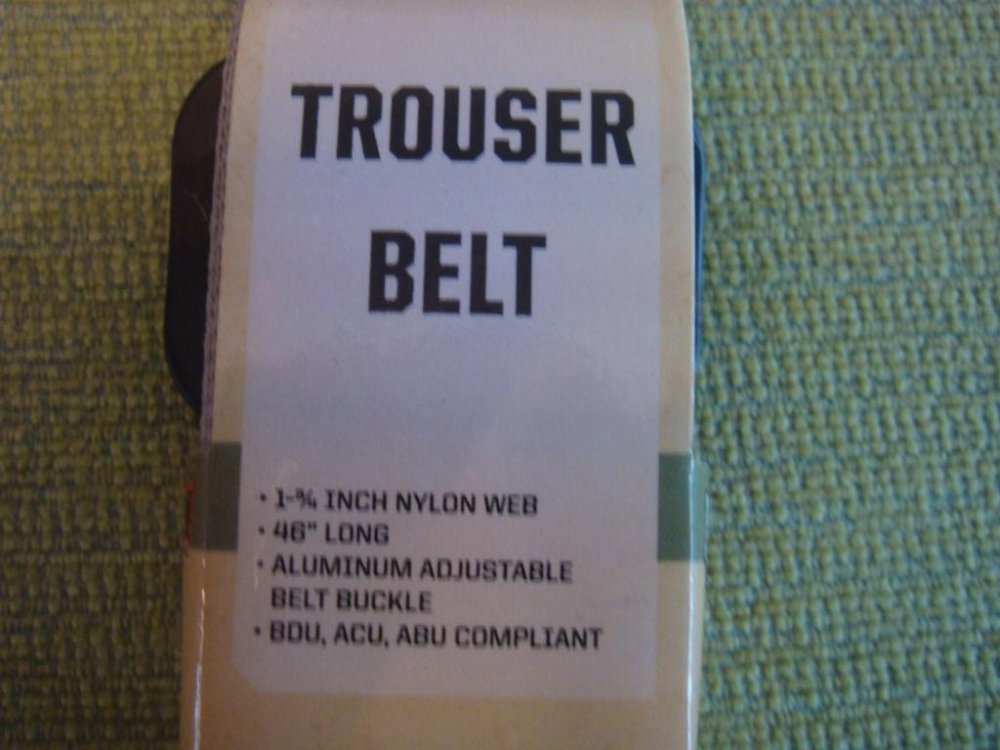 TROUSER
BELT
• 1-¾ INCH NYLON WEB
• 46" LONG
• ALUMINUM ADJUSTABLE
BELT BUCKLE
• BDU, ACU, ABU COMPLIANT